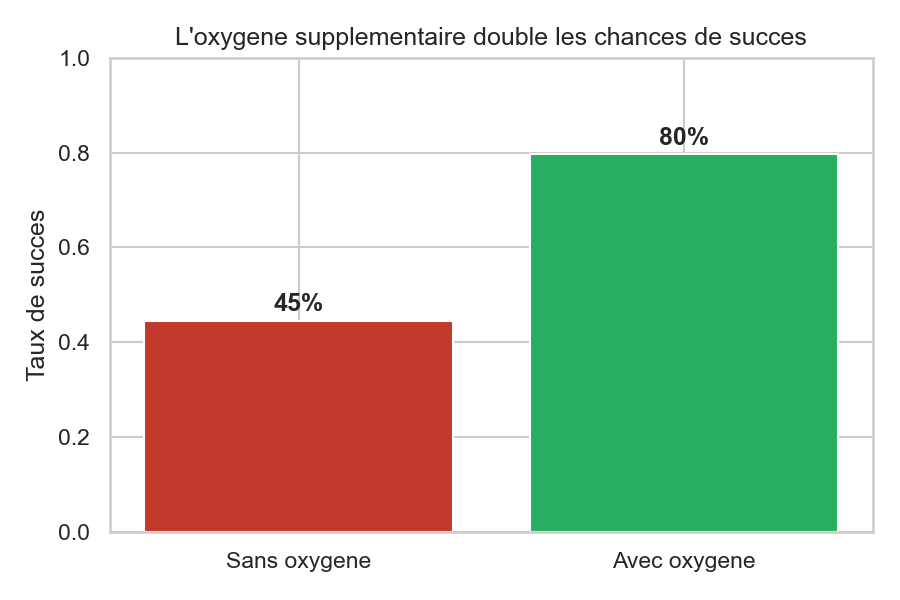 L'oxygene supplementaire double les chances de succes
1.0
0.8
0.6
0.4
0.2
0.0
Taux de succes
45%
80%
Sans oxygene
Avec oxygene